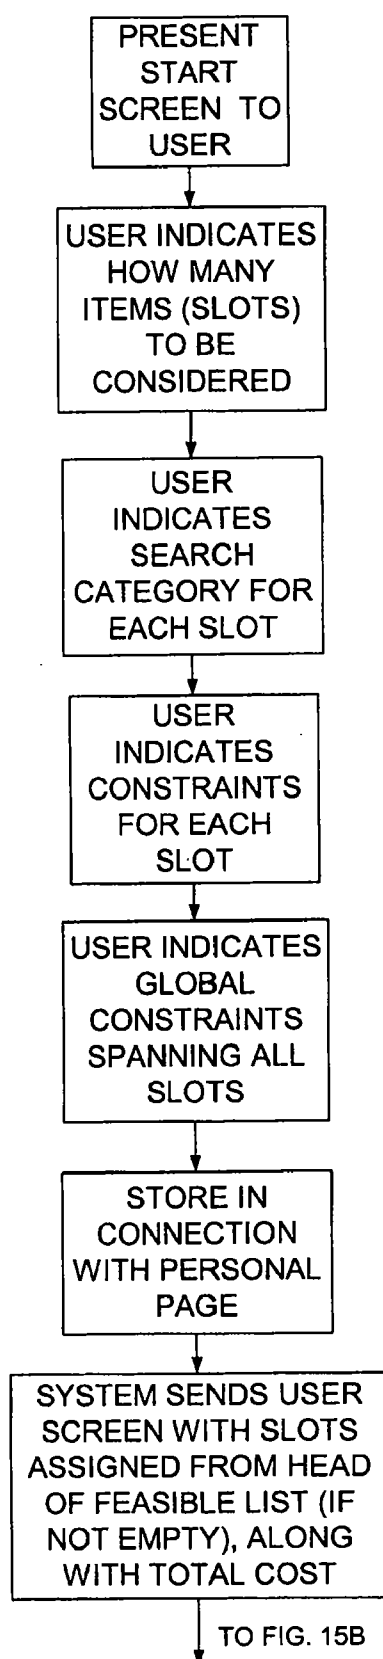 PRESENT
START
SCREEN TO
USER
USER INDICATES
HOW MANY
ITEMS (SLOTS)
TO BE
CONSIDERED
USER
INDICATES
SEARCH
CATEGORY FOR
EACH SLOT
USER
INDICATES
CONSTRAINTS
FOR EACH
SLOT
USER INDICATES
GLOBAL
CONSTRAINTS
SPANNING ALL
SLOTS
STORE IN
CONNECTION
WITH PERSONAL
PAGE
SYSTEM SENDS USER
SCREEN WITH SLOTS
ASSIGNED FROM HEAD
OF FEASIBLE LIST (IF
NOT EMPTY), ALONG
WITH TOTAL COST
TO FIG. 15B